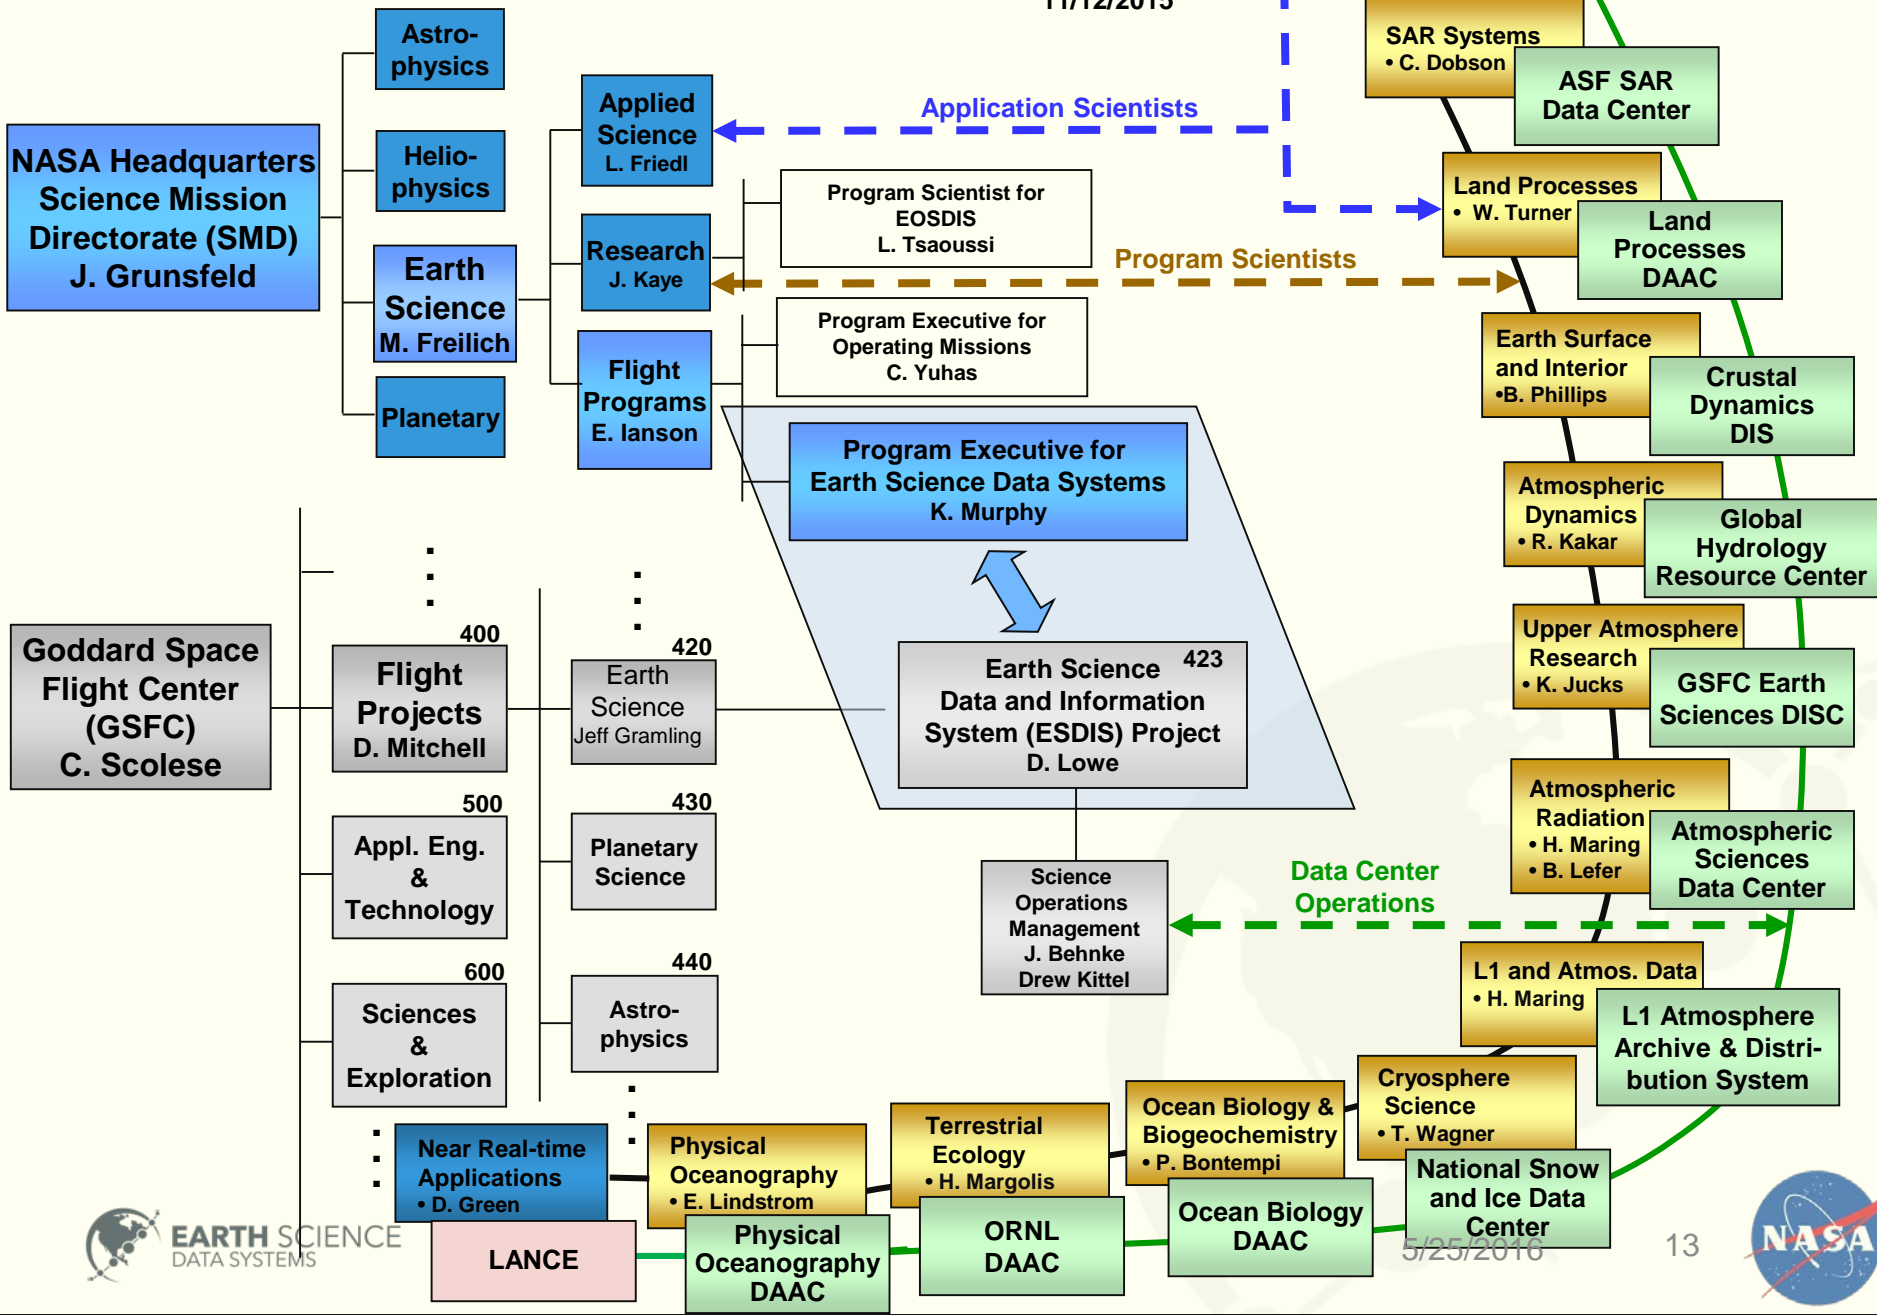 11/12/2015
Astro-
physics
Helio-
physics
Earth
Science
M. Freilich
Planetary
NASA Headquarters
Science Mission
Directorate (SMD)
J. Grunsfeld
Applied
Science
L. Friedl
Research
J. Kaye
Flight
Programs
E. Ianson
Program Scientist for
EOSDIS
L. Tsaoussi
Program Executive for
Operating Missions
C. Yuhas
Program Executive for
Earth Science Data Systems
K. Murphy
Application Scientists
Program Scientists
Goddard Space
Flight Center
(GSFC)
C. Scolese
400
Flight
Projects
D. Mitchell
500
Appl. Eng.
&
Technology
600
Sciences
&
Exploration
420
Earth
Science
Jeff Gramling
430
Planetary
Science
440
Astro-
physics
423
Earth Science
Data and Information
System (ESDIS) Project
D. Lowe
Science
Operations
Management
J. Behnke
Drew Kittel
Data Center
Operations
SAR Systems
• C. Dobson
ASF SAR
Data Center
Land Processes
• W. Turner
Land
Processes
DAAC
Earth Surface
and Interior
•B. Phillips
Crustal
Dynamics
DIS
Atmospheric
Dynamics
• R. Kakar
Global
Hydrology
Resource Center
Upper Atmosphere
Research
• K. Jucks
GSFC Earth
Sciences DISC
Atmospheric
Radiation
• H. Maring
• B. Lefer
Atmospheric
Sciences
Data Center
L1 and Atmos. Data
• H. Maring
L1 Atmosphere
Archive & Distri-
bution System
Cryosphere
Science
• T. Wagner
National Snow
and Ice Data
Center
Ocean Biology &
Biogeochemistry
• P. Bontempi
Ocean Biology
DAAC
Terrestrial
Ecology
• H. Margolis
ORNL
DAAC
Physical
Oceanography
• E. Lindstrom
Physical
Oceanography
DAAC
Near Real-time
Applications
• D. Green
LANCE
EARTH SCIENCE
DATA SYSTEMS
5/25/2016
13
NASA